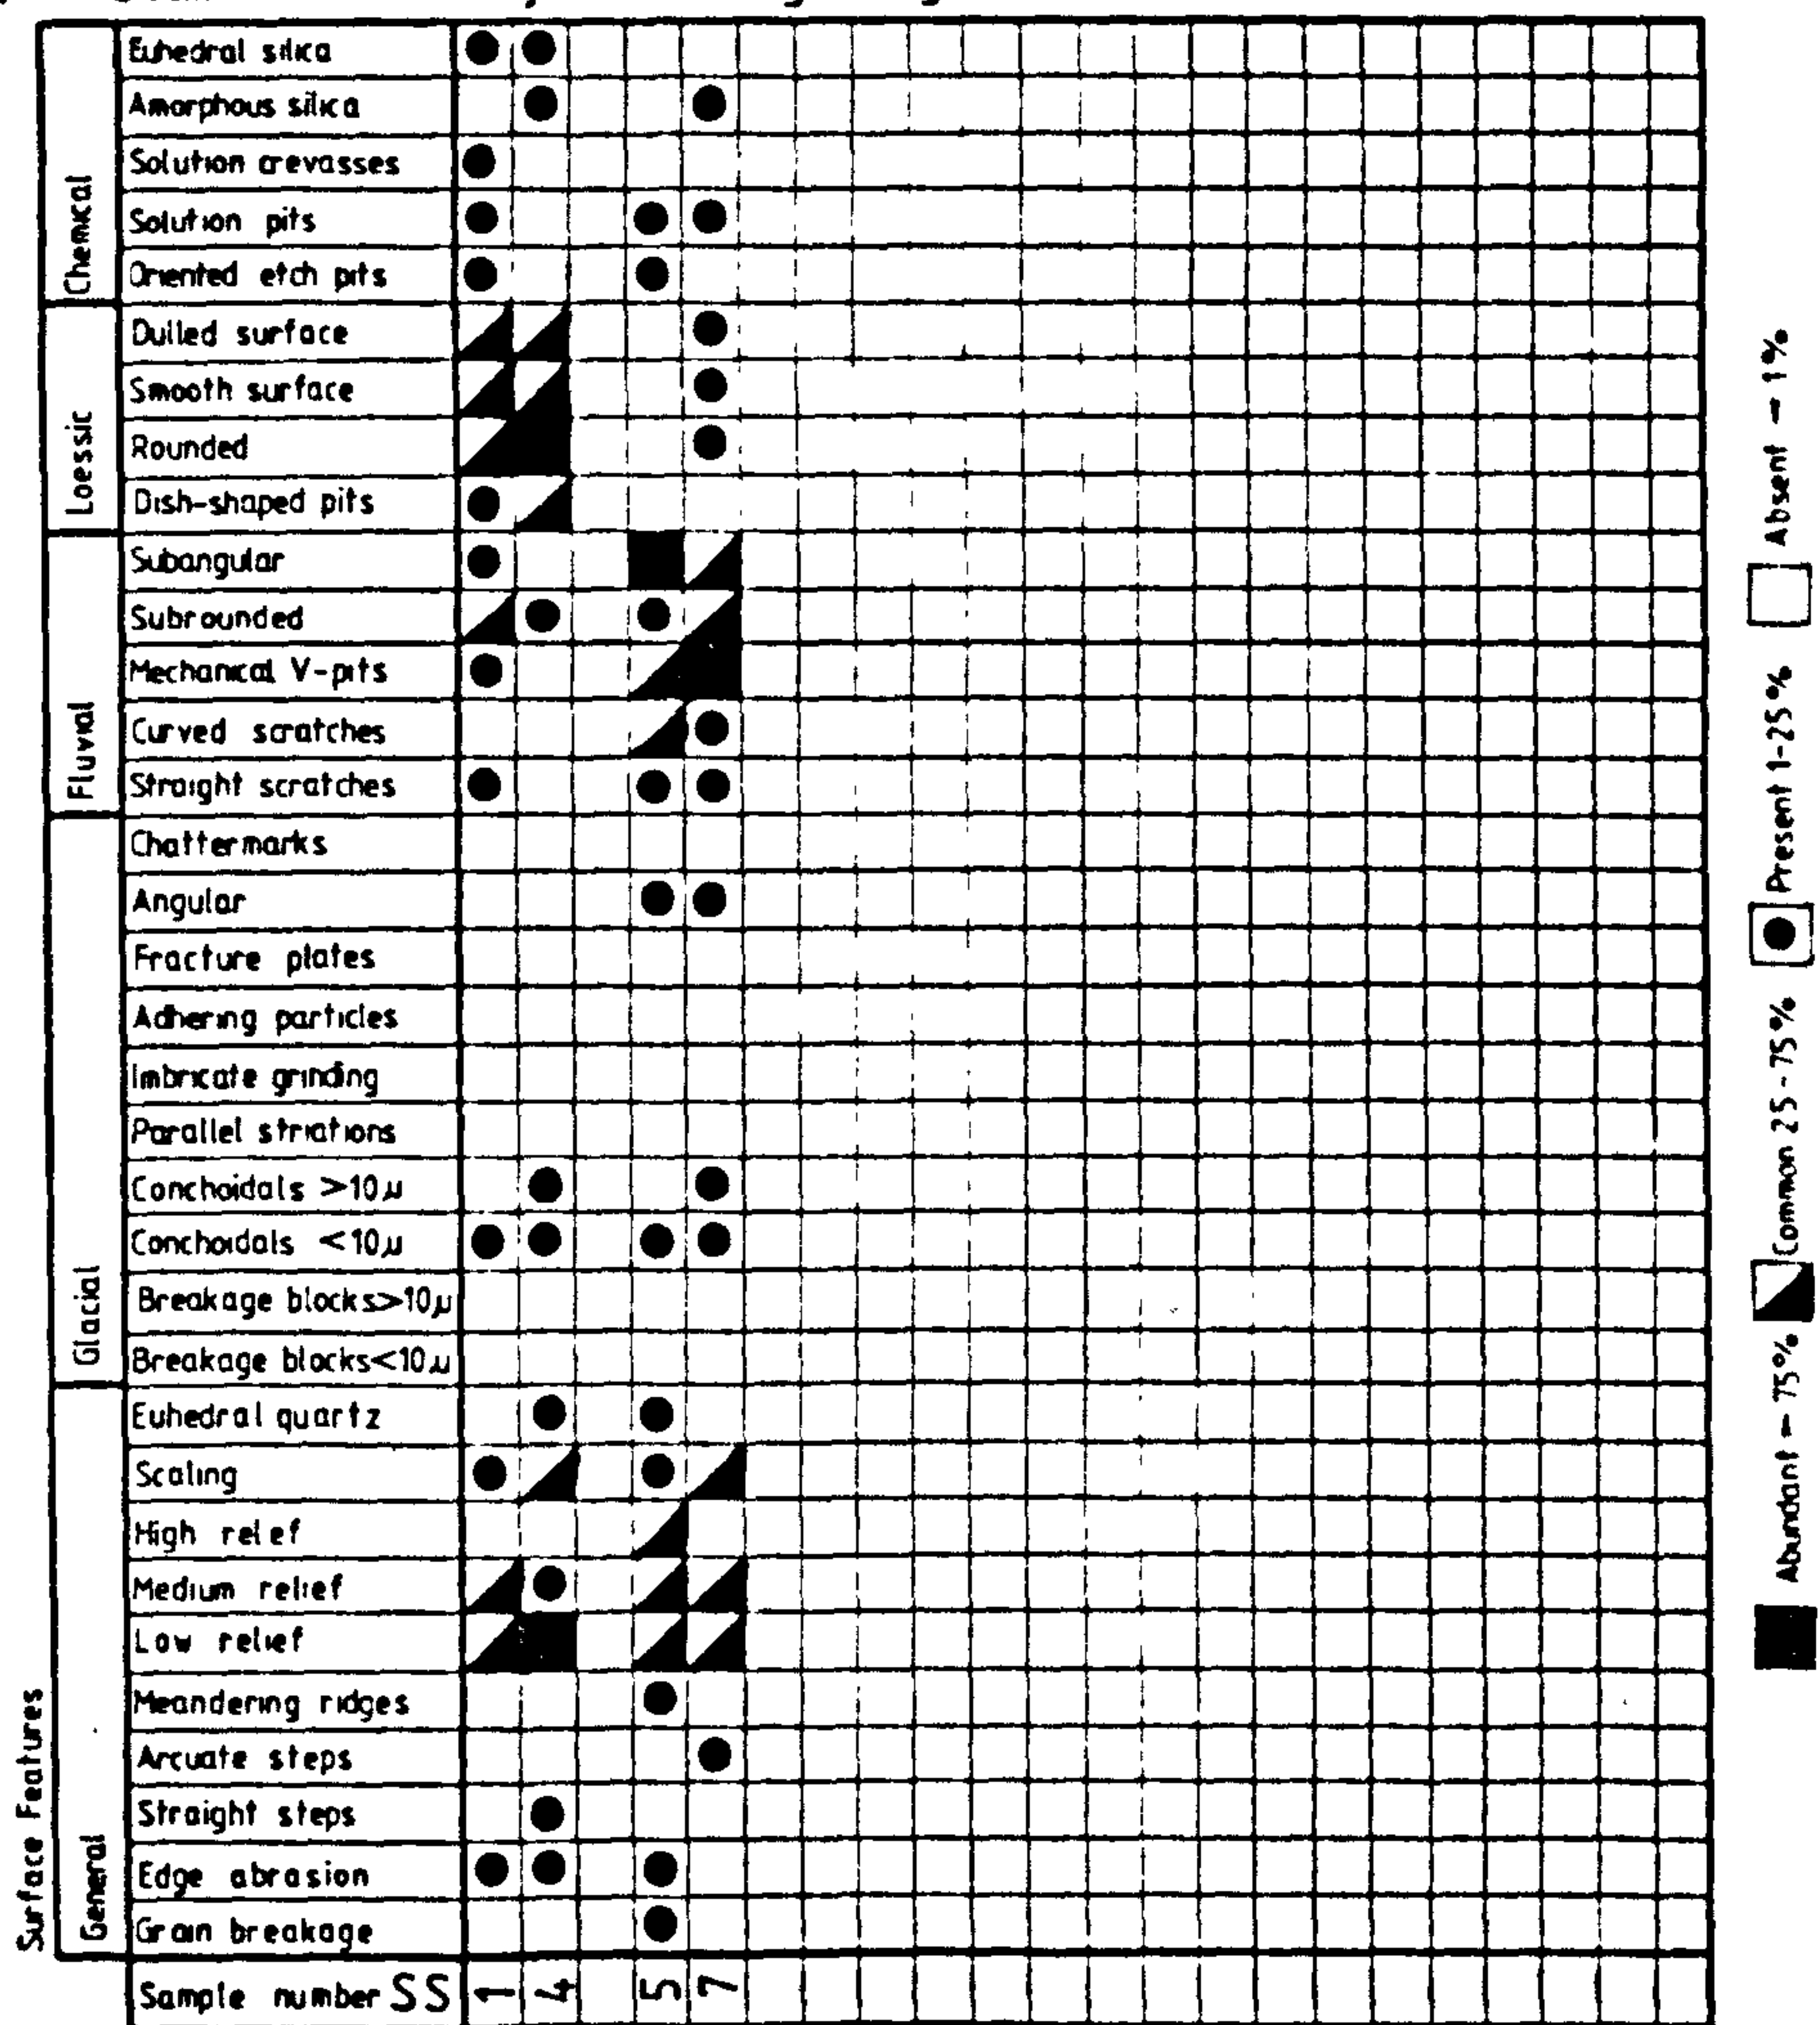 Chemical
Euhedral silica
Amorphous silica
Solution crevasses
Solution pits
Oriented etch pits
Loessic
Dulled surface
Smooth surface
Rounded
Dish-shaped pits
Fluvial
Subangular
Subrounded
Mechanical V-pits
Curved scratches
Straight scratches
Glacial
Chattermarks
Angular
Fracture plates
Adhering particles
Imbricate grinding
Parallel striations
Conchoidals >10µ
Conchoidals <10µ
Breakage blocks>10µ
Breakage blocks<10µ
Surface Features
General
Euhedral quartz
Scaling
High relief
Medium relief
Low relief
Meandering ridges
Arcuate steps
Straight steps
Edge abrasion
Grain breakage
Sample number SS 1 4 5 7
Abundant - 75% Common 25-75% Present 1-25% Absent - 1%